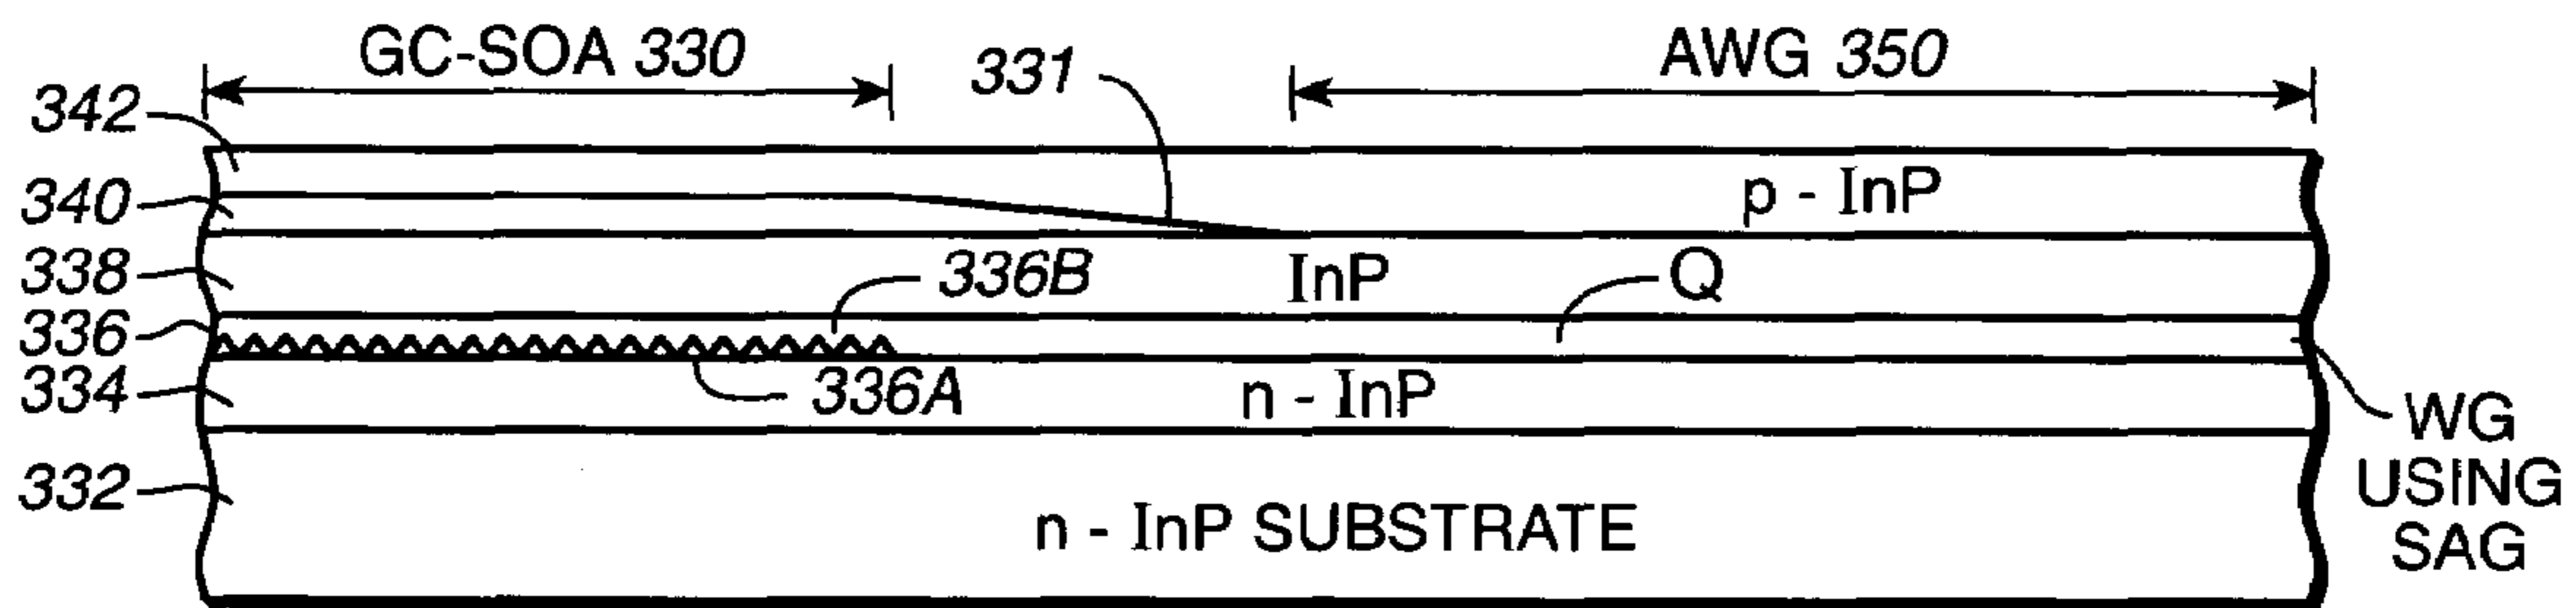 GC-SOA 330
331
AWG 350
342
340
p - InP
338
336B
InP
Q
336
334
336A
n - InP
WG
USING
SAG
332
n - InP SUBSTRATE